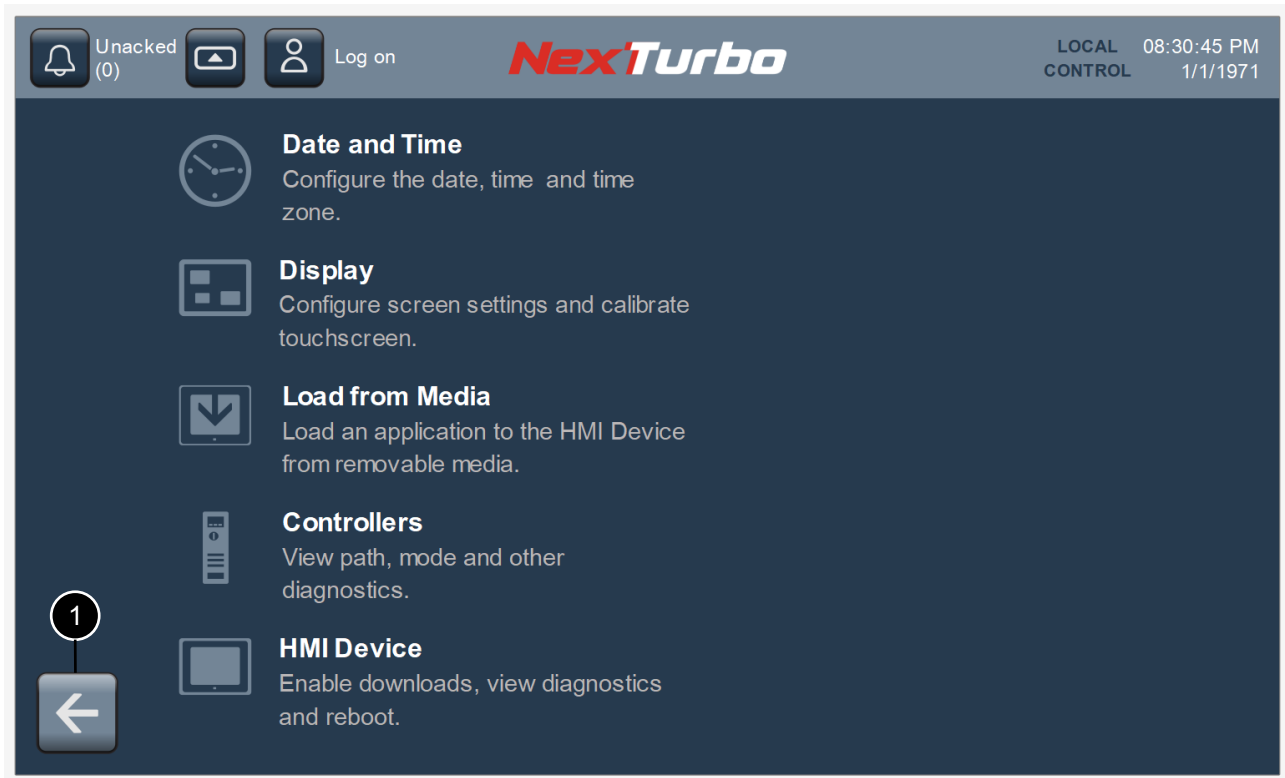 Unacked
(0)
Log on
NexTurbo
LOCAL 08:30:45 PM
CONTROL 1/1/1971
Date and Time
Configure the date, time and time
zone.
Display
Configure screen settings and calibrate
touchscreen.
Load from Media
Load an application to the HMI Device
from removable media.
Controllers
View path, mode and other
diagnostics.
1
HMI Device
Enable downloads, view diagnostics
and reboot.